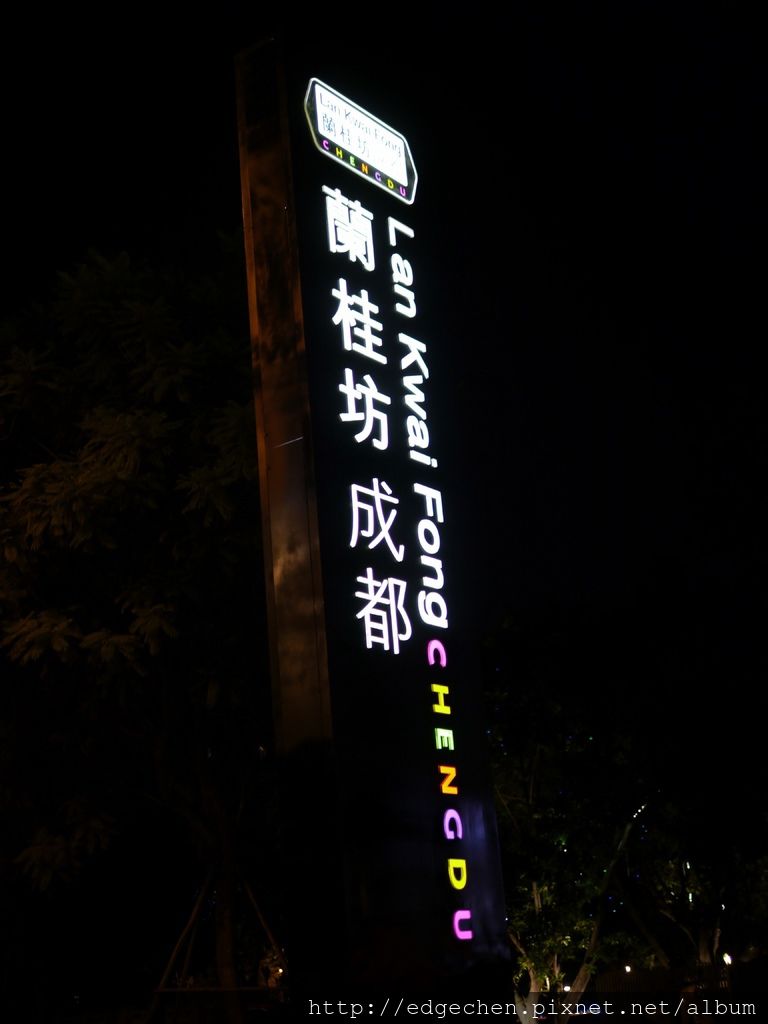 Lan Kwai Fong
蘭桂坊
CHENGDU
蘭桂坊成都
Lan Kwai Fong CHENGDU
http://edgechen.pixnet.net/album